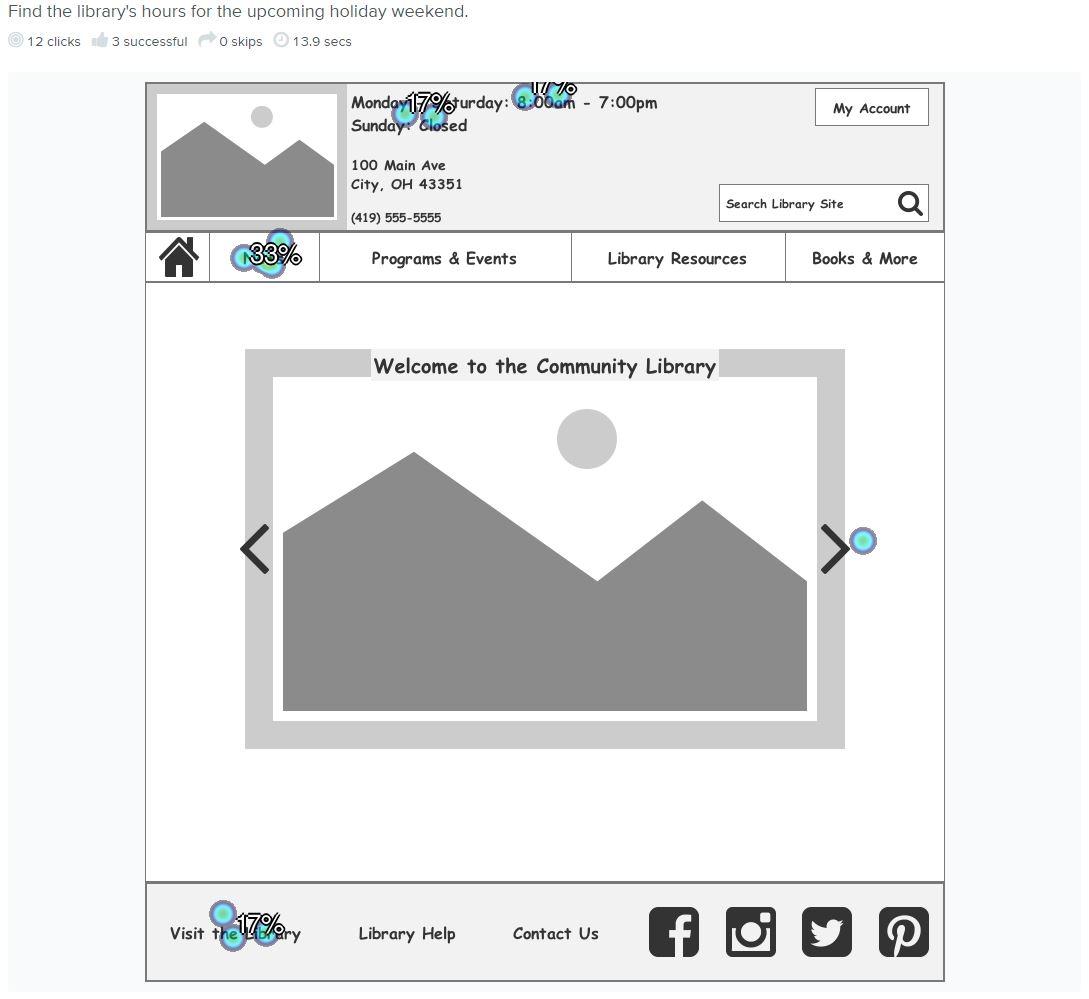 Find the library's hours for the upcoming holiday weekend.
12 clicks 3 successful 0 skips 13.9 secs
17%
Monday turday: 8:00am - 7:00pm
17%
Sunday: Closed
My Account
100 Main Ave
City, OH 43351
(419) 555-5555
Search Library Site
33%
Programs & Events
Library Resources
Books & More
Welcome to the Community Library
17%
Visit the Library
Library Help
Contact Us